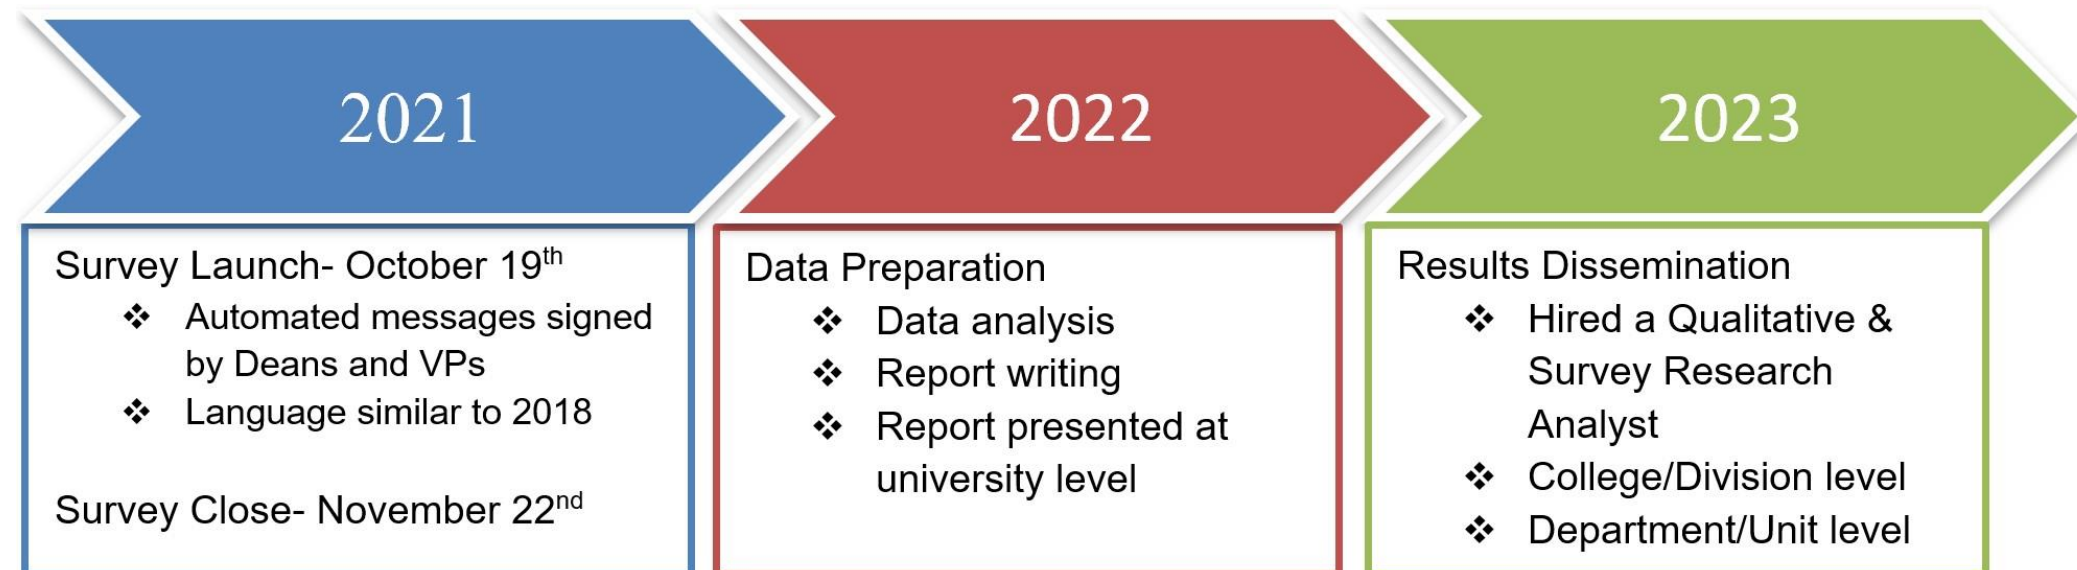 2021
Survey Launch- October 19th
❖ Automated messages signed
by Deans and VPs
❖ Language similar to 2018
Survey Close- November 22nd
2022
Data Preparation
❖ Data analysis
❖ Report writing
❖ Report presented at
university level
2023
Results Dissemination
❖ Hired a Qualitative &
Survey Research
Analyst
❖ College/Division level
❖ Department/Unit level